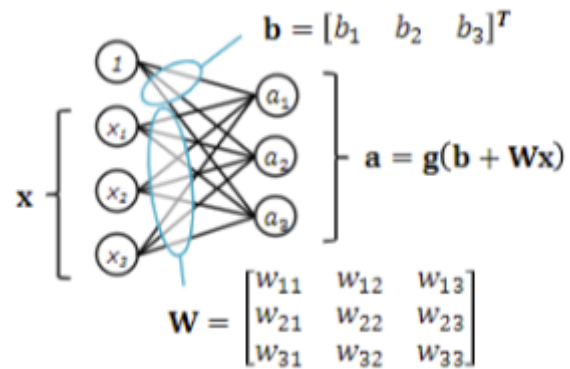 b = [b₁ b₂ b₃]ᵀ
1
x₁
x₂
x₃
x
a₁
a₂
a₃
a = g(b + Wx)
W =
w₁₁ w₁₂ w₁₃
w₂₁ w₂₂ w₂₃
w₃₁ w₃₂ w₃₃